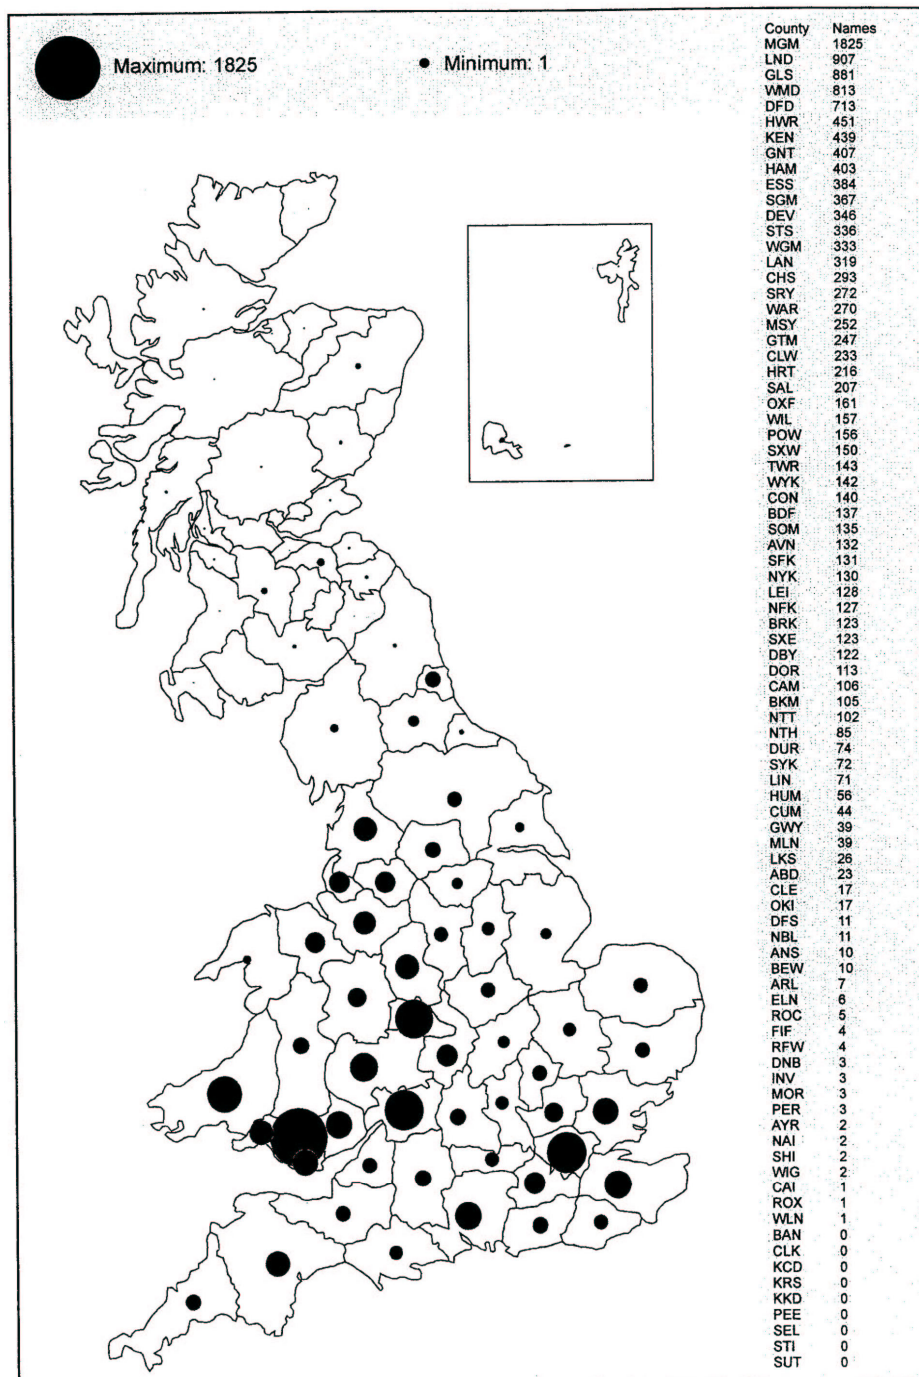 Maximum: 1825
Minimum: 1
County Names
MGM 1825
LND 907
GLS 881
WMD 813
DFD 713
HWR 451
KEN 439
GNT 407
HAM 403
ESS 384
SGM 367
DEV 346
STS 336
WGM 333
LAN 319
CHS 293
SRY 272
WAR 270
MSY 252
GTM 247
CLW 233
HRT 216
SAL 207
OXF 161
WIL 157
POW 156
SXW 150
TWR 143
WYK 142
CON 140
BDF 137
SOM 135
AVN 132
SFK 131
NYK 130
LEI 128
NFK 127
BRK 123
SXE 123
DBY 122
DOR 113
CAM 106
BKM 105
NTT 102
NTH 85
DUR 74
SYK 72
LIN 71
HUM 56
CUM 44
GWY 39
MLN 39
LKS 26
ABD 23
CLE 17
OKI 17
DFS 11
NBL 11
ANS 10
BEW 10
ARL 7
ELN 6
ROC 5
FIF 4
RFW 4
DNB 3
INV 3
MOR 3
PER 3
AYR 2
NAI 2
SHI 2
WIG 2
CAI 1
ROX 1
WLN 1
BAN 0
CLK 0
KCD 0
KRS 0
KKD 0
PEE 0
SEL 0
STI 0
SUT 0